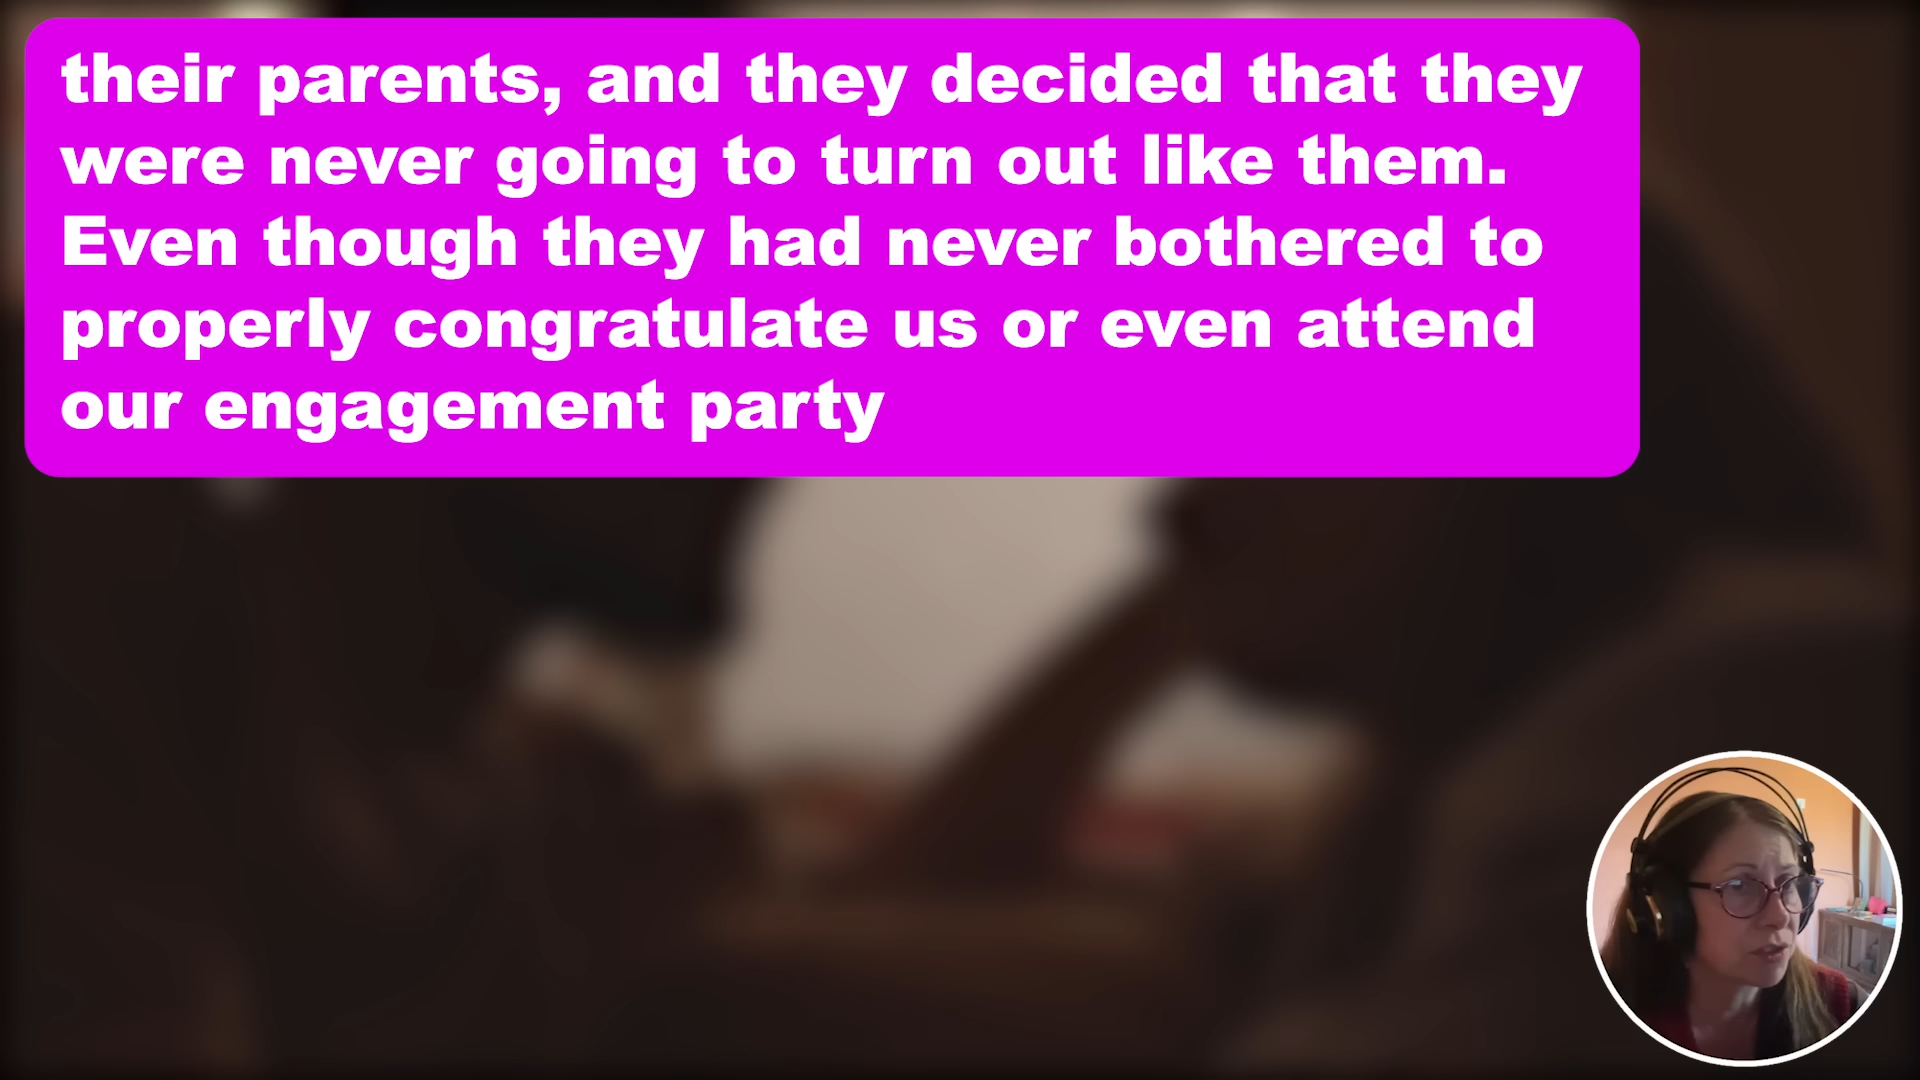 their parents, and they decided that they
were never going to turn out like them.
Even though they had never bothered to
properly congratulate us or even attend
our engagement party